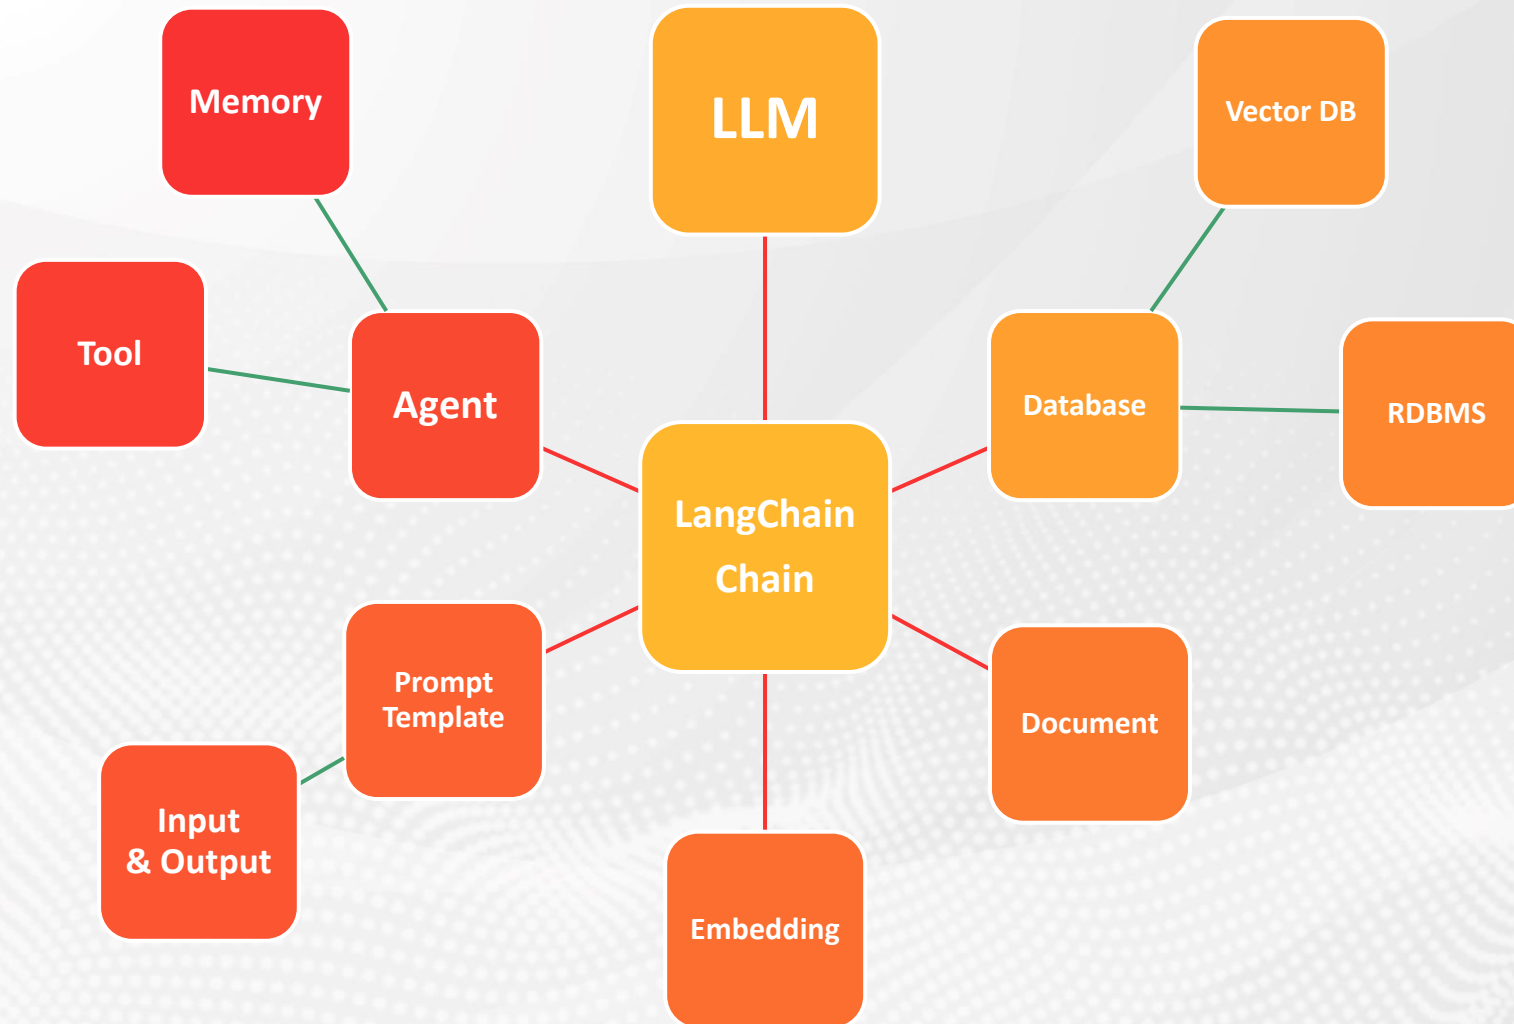 Memory
LLM
Vector DB
Tool
Agent
Database
RDBMS
LangChain
Chain
Prompt
Template
Document
Input
& Output
Embedding